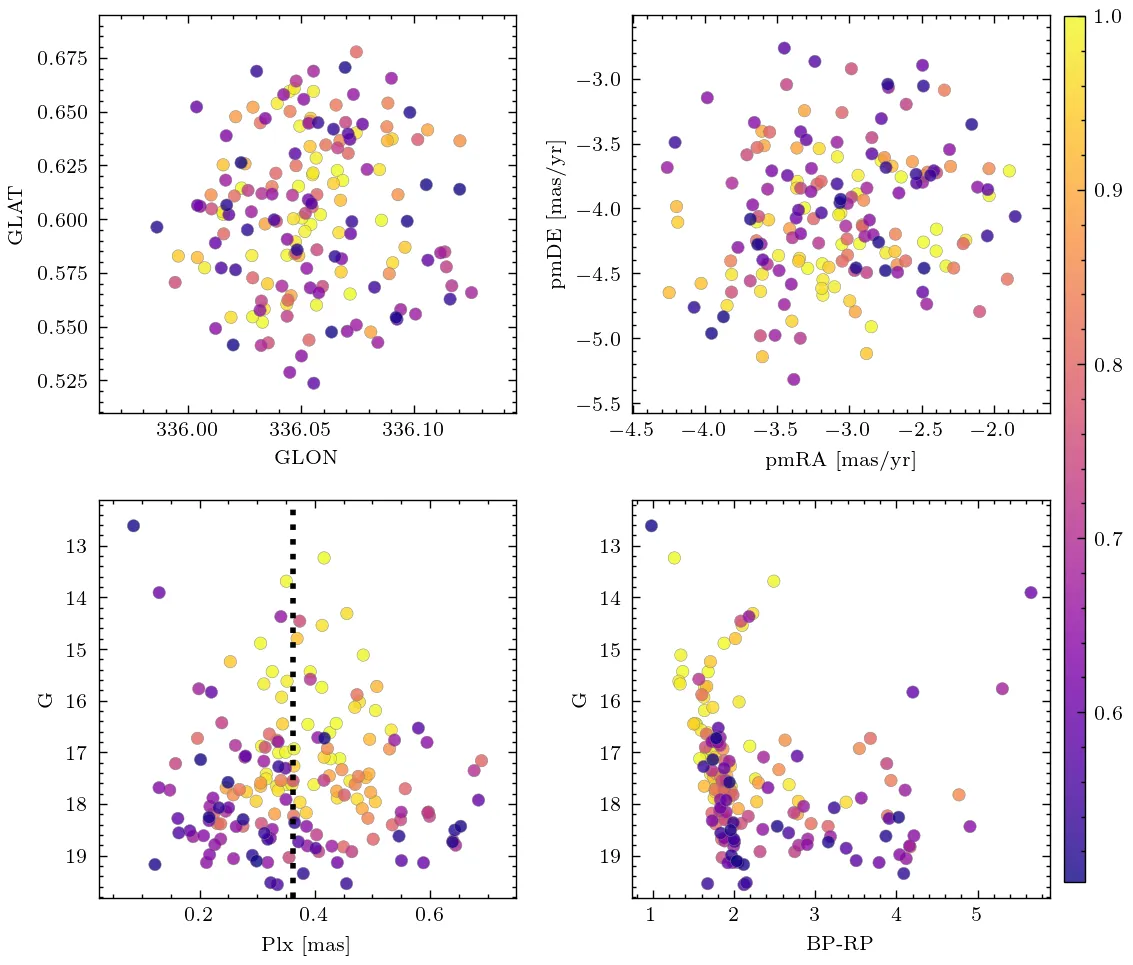 0.675
0.650
0.625
0.600
0.575
0.550
0.525
GLAT
336.00 336.05 336.10
GLON
−3.0
−3.5
−4.0
−4.5
−5.0
−5.5
pmDE [mas/yr]
−4.5 −4.0 −3.5 −3.0 −2.5 −2.0
pmRA [mas/yr]
1.0
0.9
0.8
0.7
0.6
13
14
15
16
17
18
19
G
0.2 0.4 0.6
Plx [mas]
13
14
15
16
17
18
19
G
1 2 3 4 5
BP-RP